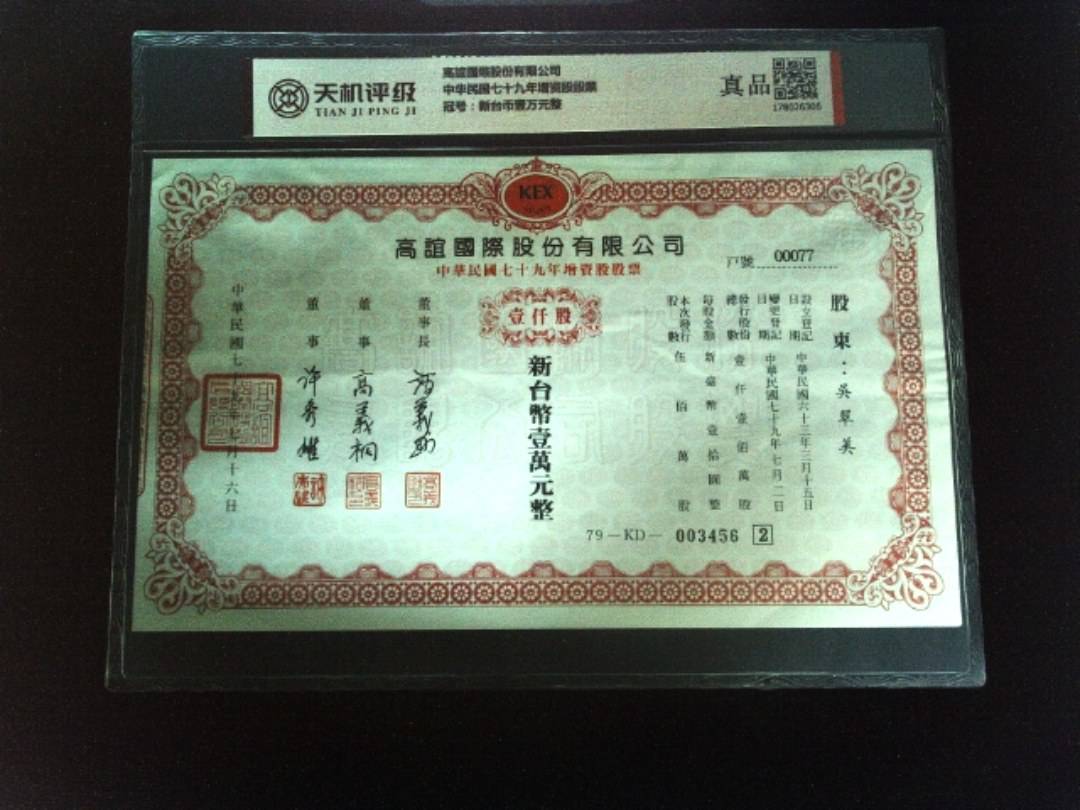 天机评级
TIAN JI PING JI
高誼國際股份有限公司
中华民國七十九年增资股股票
冠号：新台币壹万元整
真品
178026305
KEX
高誼國際股份有限公司
中華民國七十九年增資股股票
戶號 00077
壹仟股
股東：吳翠美
設立登記日期 中華民國六十三年三月十五日
變更登記日期 中華民國七十九年七月二日
發行股份總數 壹仟壹佰萬股
每股金額 新臺幣壹拾圓整
本次發行股數 伍佰萬股
新台幣壹萬元整
董事長
董事 高義桐
董事 許秀
中華民國七十九年七月十六日
79－KD－ 003456 2